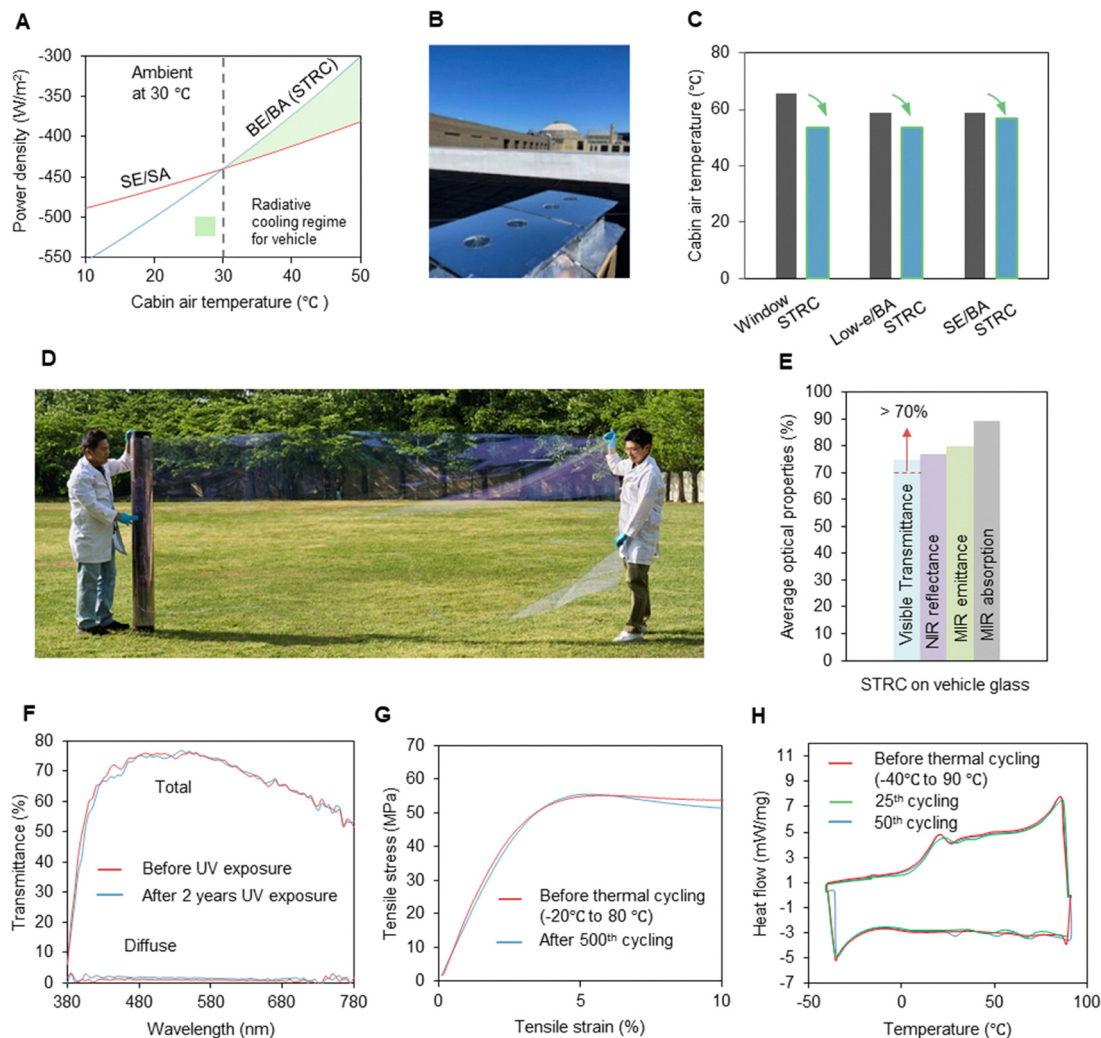 A
Power density (W/m²)
-300
-350
-400
-450
-500
-550
Ambient
at 30 ℃
BE/BA (STRC)
SE/SA
Radiative
cooling regime
for vehicle
10
20
30
40
50
Cabin air temperature (℃ )
B
C
Cabin air temperature (℃)
80
60
40
20
0
Window
STRC
Low-e/BA
STRC
SE/BA
STRC
D
E
Average optical properties (%)
100
90
80
70
60
50
40
30
20
10
0
> 70%
Visible Transmittance
NIR reflectance
MIR emittance
MIR absorption
STRC on vehicle glass
F
Transmittance (%)
80
70
60
50
40
30
20
10
0
Total
Before UV exposure
After 2 years UV exposure
Diffuse
380
480
580
680
780
Wavelength (nm)
G
Tensile stress (MPa)
70
60
50
40
30
20
10
0
Before thermal cycling
(-20℃ to 80 ℃)
After 500th cycling
0
5
10
Tensile strain (%)
H
Heat flow (mW/mg)
11
9
7
5
3
1
-1
-3
-5
-7
Before thermal cycling
(-40℃ to 90 ℃)
25th cycling
50th cycling
-50
0
50
100
Temperature (℃)